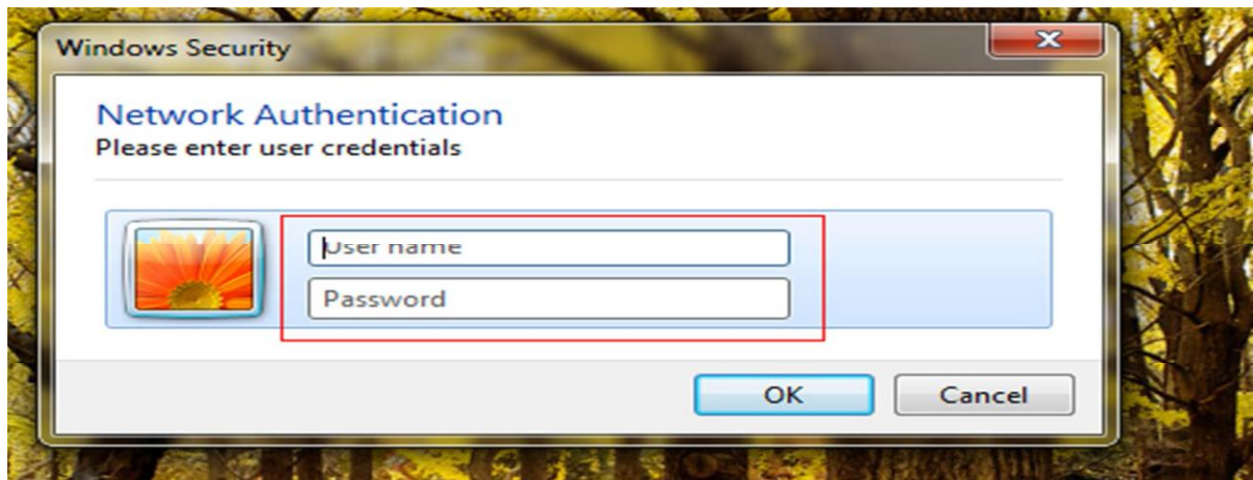 Windows Security
Network Authentication
Please enter user credentials
User name
Password
OK
Cancel